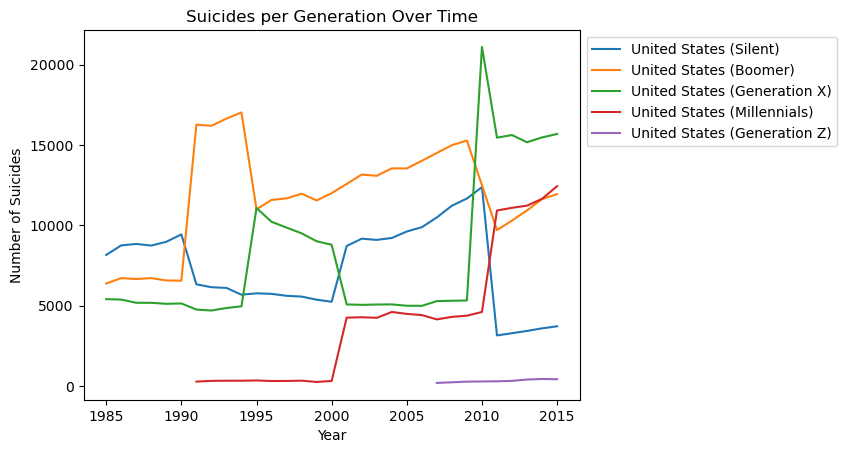 Suicides per Generation Over Time
United States (Silent)
United States (Boomer)
United States (Generation X)
United States (Millennials)
United States (Generation Z)
Number of Suicides
20000
15000
10000
5000
0
1985 1990 1995 2000 2005 2010 2015
Year